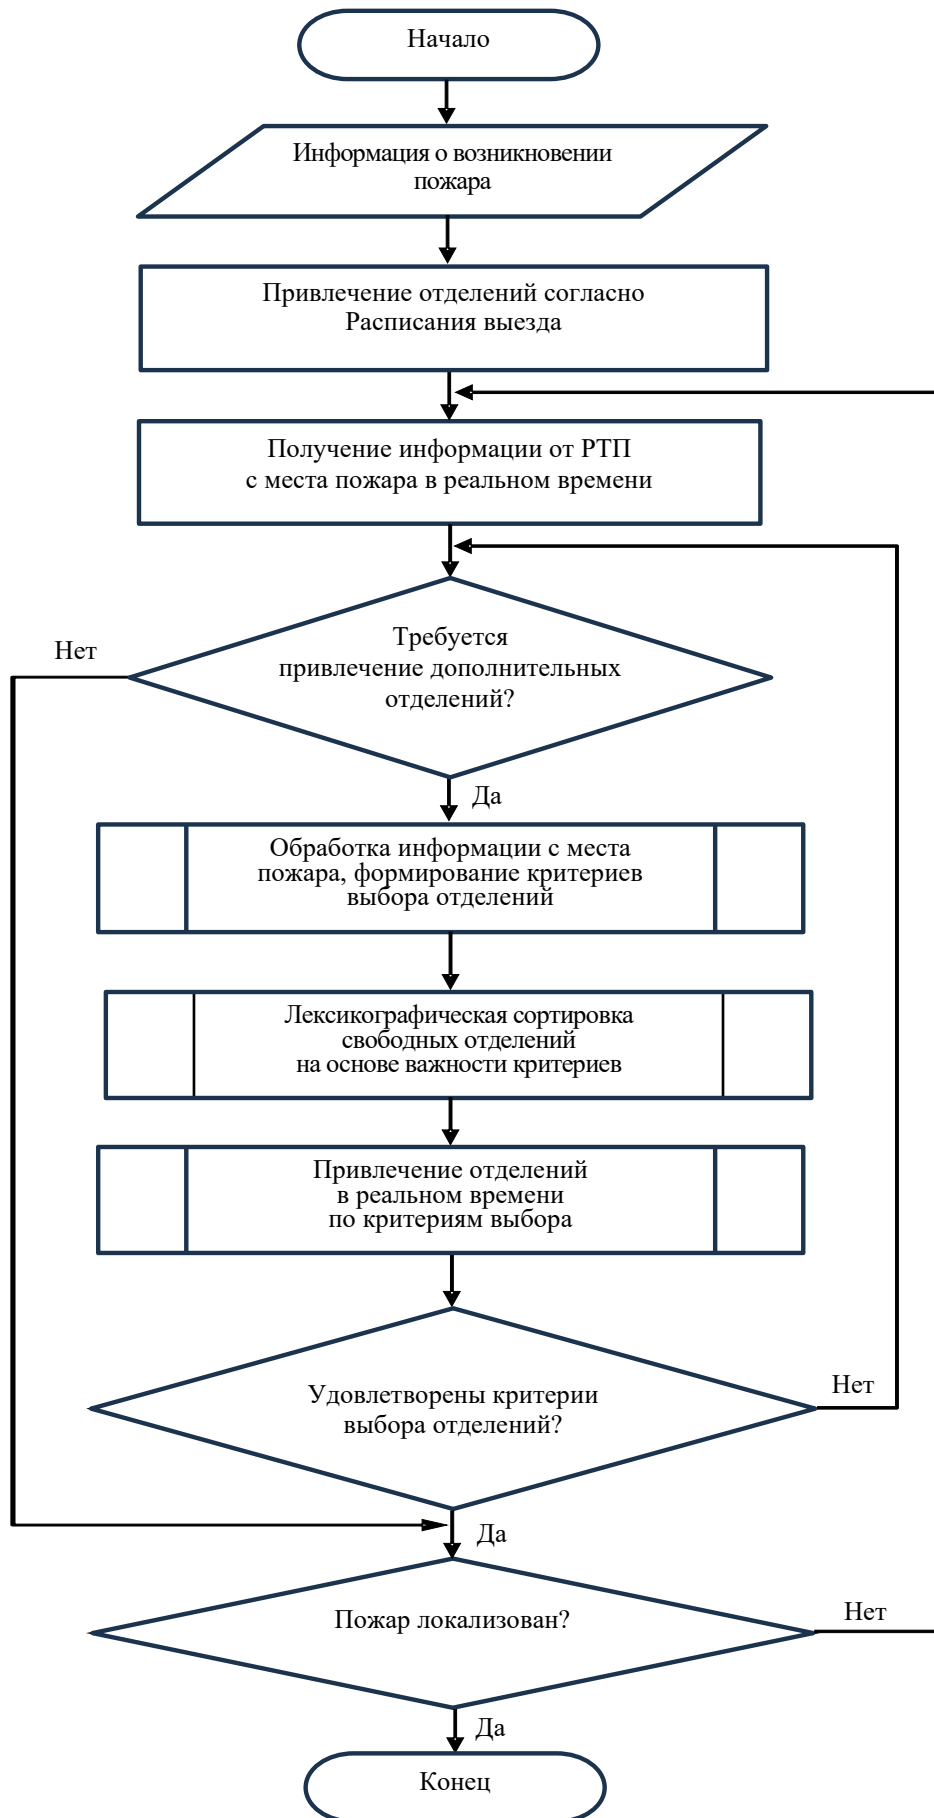 Начало
Информация о возникновении
пожара
Привлечение отделений согласно
Расписания выезда
Получение информации от РТП
с места пожара в реальном времени
Нет
Требуется
привлечение дополнительных
отделений?
Да
Обработка информации с места
пожара, формирование критериев
выбора отделений
Лексикографическая сортировка
свободных отделений
на основе важности критериев
Привлечение отделений
в реальном времени
по критериям выбора
Удовлетворены критерии
выбора отделений?
Нет
Да
Пожар локализован?
Нет
Да
Конец